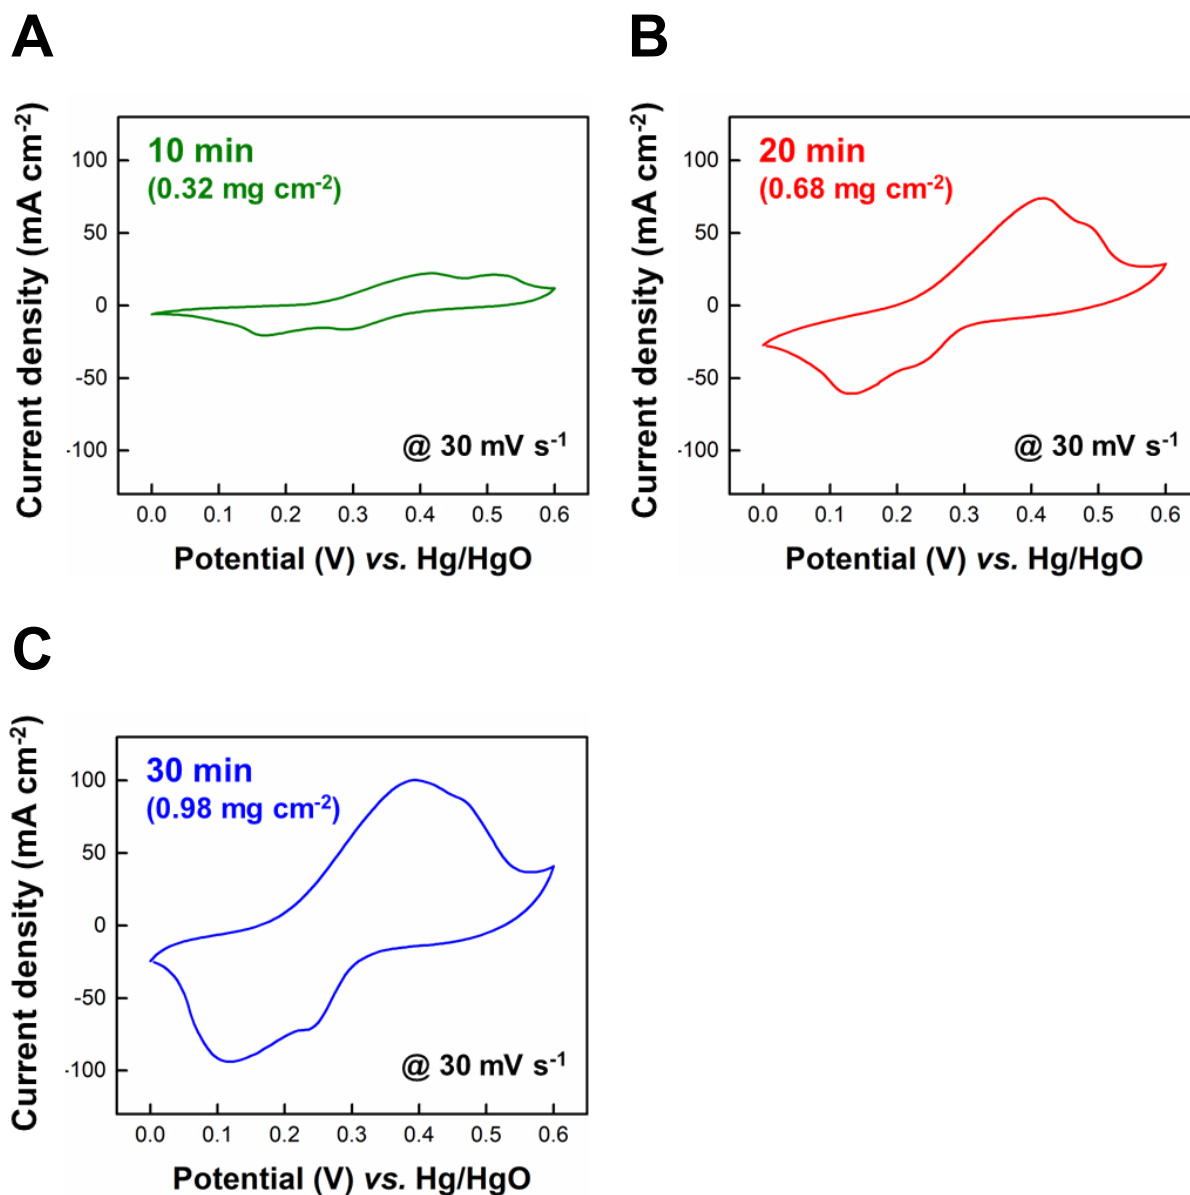 A
Current density (mA cm-2)
100
50
0
-50
-100
10 min
(0.32 mg cm-2)
@ 30 mV s-1
0.0 0.1 0.2 0.3 0.4 0.5 0.6
Potential (V) vs. Hg/HgO
B
Current density (mA cm-2)
100
50
0
-50
-100
20 min
(0.68 mg cm-2)
@ 30 mV s-1
0.0 0.1 0.2 0.3 0.4 0.5 0.6
Potential (V) vs. Hg/HgO
C
Current density (mA cm-2)
100
50
0
-50
-100
30 min
(0.98 mg cm-2)
@ 30 mV s-1
0.0 0.1 0.2 0.3 0.4 0.5 0.6
Potential (V) vs. Hg/HgO